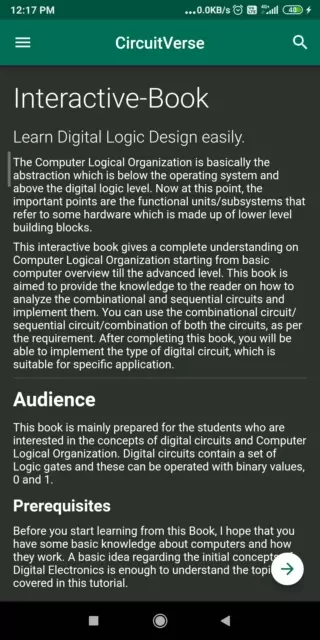 12:17 PM
...0.0KB/s
40
CircuitVerse
Interactive-Book
Learn Digital Logic Design easily.
The Computer Logical Organization is basically the
abstraction which is below the operating system and
above the digital logic level. Now at this point, the
important points are the functional units/subsystems that
refer to some hardware which is made up of lower level
building blocks.
This interactive book gives a complete understanding on
Computer Logical Organization starting from basic
computer overview till the advanced level. This book is
aimed to provide the knowledge to the reader on how to
analyze the combinational and sequential circuits and
implement them. You can use the combinational circuit/
sequential circuit/combination of both the circuits, as per
the requirement. After completing this book, you will be
able to implement the type of digital circuit, which is
suitable for specific application.
Audience
This book is mainly prepared for the students who are
interested in the concepts of digital circuits and Computer
Logical Organization. Digital circuits contain a set of
Logic gates and these can be operated with binary values,
0 and 1.
Prerequisites
Before you start learning from this Book, I hope that you
have some basic knowledge about computers and how
they work. A basic idea regarding the initial concepts
Digital Electronics is enough to understand the
covered in this tutorial.